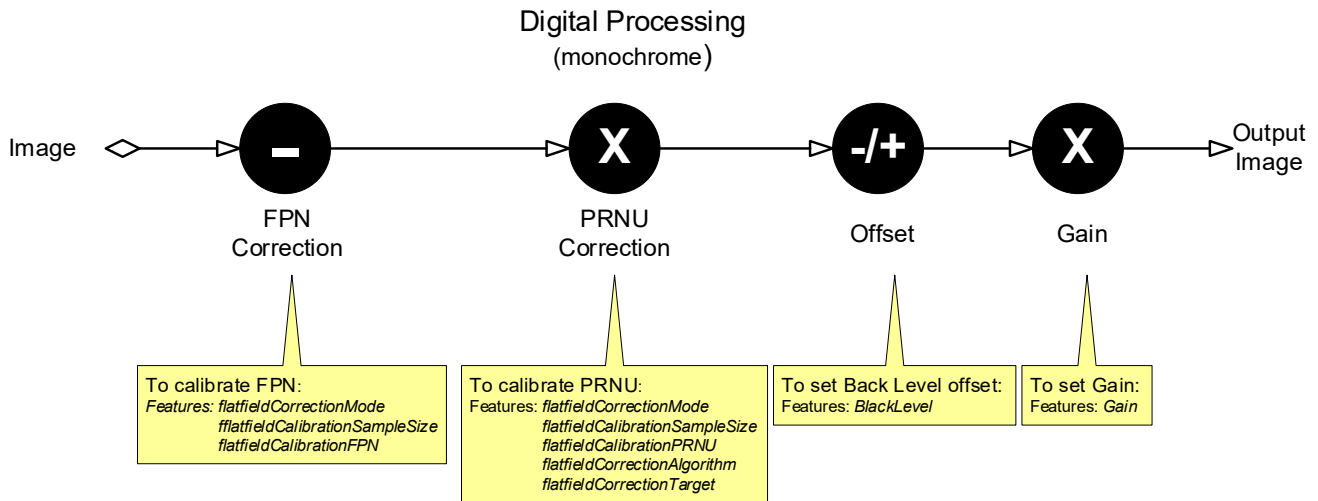 Digital Processing
(monochrome)
Image
–
X
-/+
X
Output
Image
FPN
Correction
PRNU
Correction
Offset
Gain
To calibrate FPN:
Features: flatfieldCorrectionMode
fflatfieldCalibrationSampleSize
flatfieldCalibrationFPN
To calibrate PRNU:
Features: flatfieldCorrectionMode
flatfieldCalibrationSampleSize
flatfieldCalibrationPRNU
flatfieldCorrectionAlgorithm
flatfieldCorrectionTarget
To set Back Level offset:
Features: BlackLevel
To set Gain:
Features: Gain